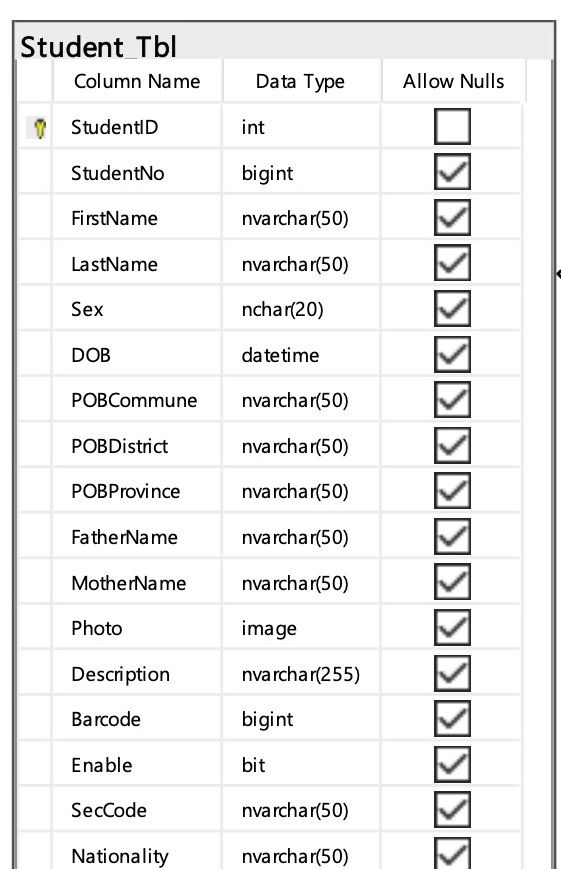 Student_Tbl
Column Name Data Type Allow Nulls
StudentID int
StudentNo bigint
FirstName nvarchar(50)
LastName nvarchar(50)
Sex nchar(20)
DOB datetime
POBCommune nvarchar(50)
POBDistrict nvarchar(50)
POBProvince nvarchar(50)
FatherName nvarchar(50)
MotherName nvarchar(50)
Photo image
Description nvarchar(255)
Barcode bigint
Enable bit
SecCode nvarchar(50)
Nationality nvarchar(50)